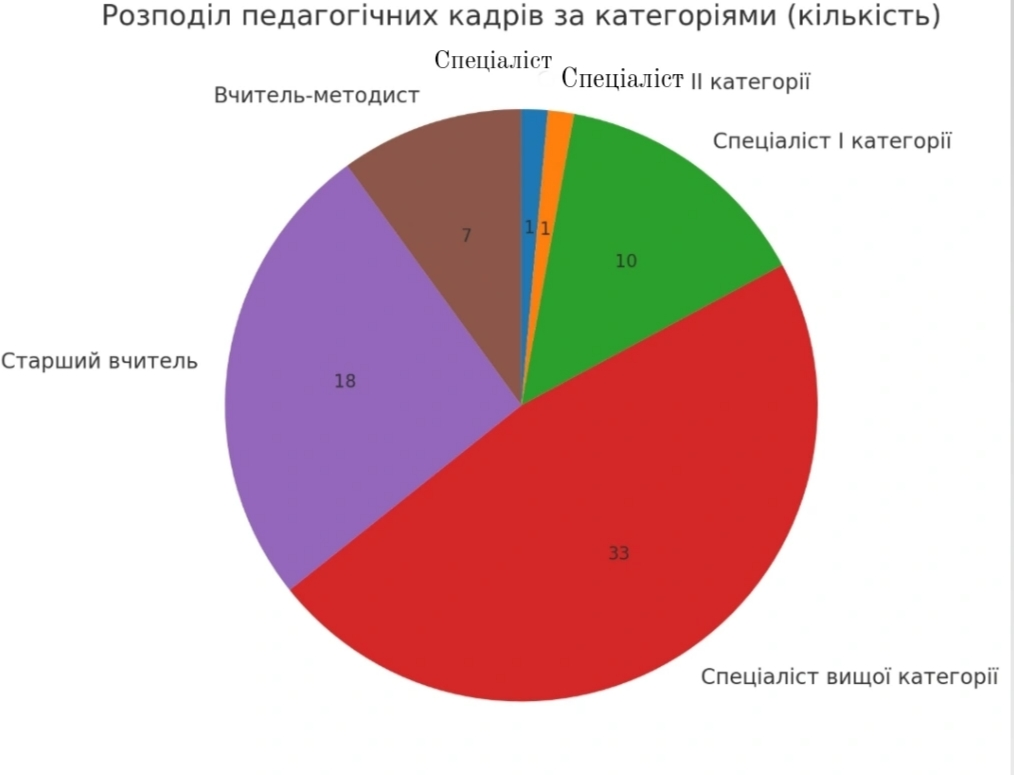 Розподіл педагогічних кадрів за категоріями (кількість)
Спеціаліст
Спеціаліст II категорії
Вчитель-методист
Спеціаліст I категорії
1
1
7
10
Старший вчитель
18
33
Спеціаліст вищої категорії